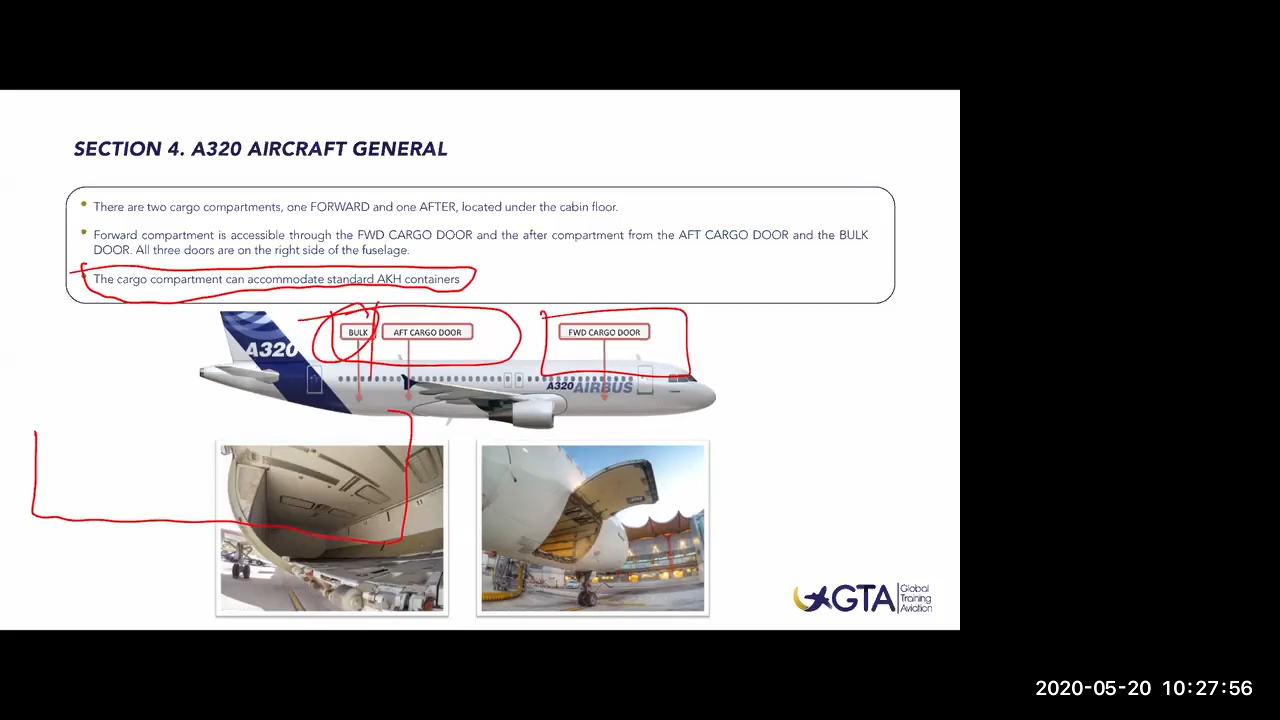 SECTION 4. A320 AIRCRAFT GENERAL
• There are two cargo compartments, one FORWARD and one AFTER, located under the cabin floor.
• Forward compartment is accessible through the FWD CARGO DOOR and the after compartment from the AFT CARGO DOOR and the BULK
DOOR. All three doors are on the right side of the fuselage.
The cargo compartment can accommodate standard AKH containers
BULK
AFT CARGO DOOR
FWD CARGO DOOR
A320
A320 AIRBUS
GTA
Global
Training
Aviation
2020-05-20 10:27:56